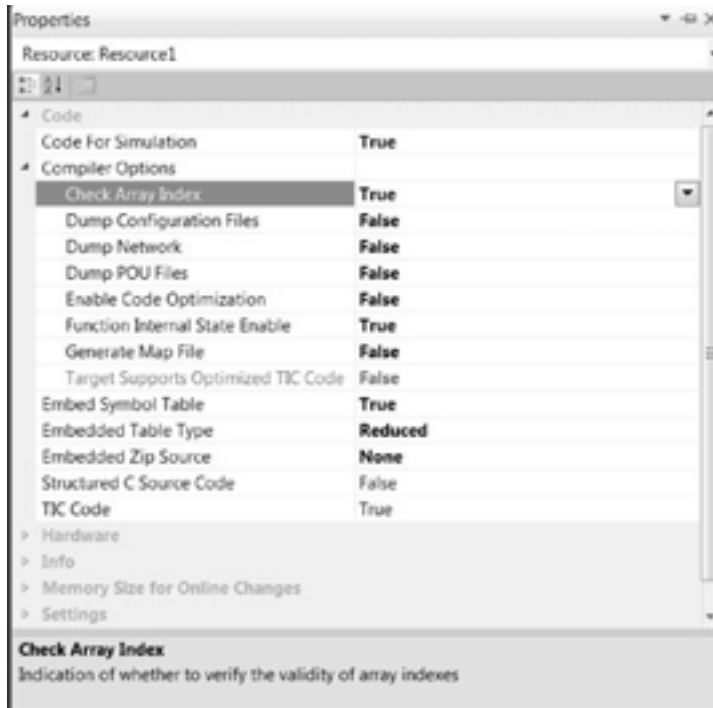 Properties
Resource: Resource1
Code
Code For Simulation True
Compiler Options
Check Array Index True
Dump Configuration Files False
Dump Network False
Dump POU Files False
Enable Code Optimization False
Function Internal State Enable True
Generate Map File False
Target Supports Optimized TIC Code False
Embed Symbol Table True
Embedded Table Type Reduced
Embedded Zip Source None
Structured C Source Code False
TIC Code True
Hardware
Info
Memory Size for Online Changes
Settings
Check Array Index
Indication of whether to verify the validity of array indexes